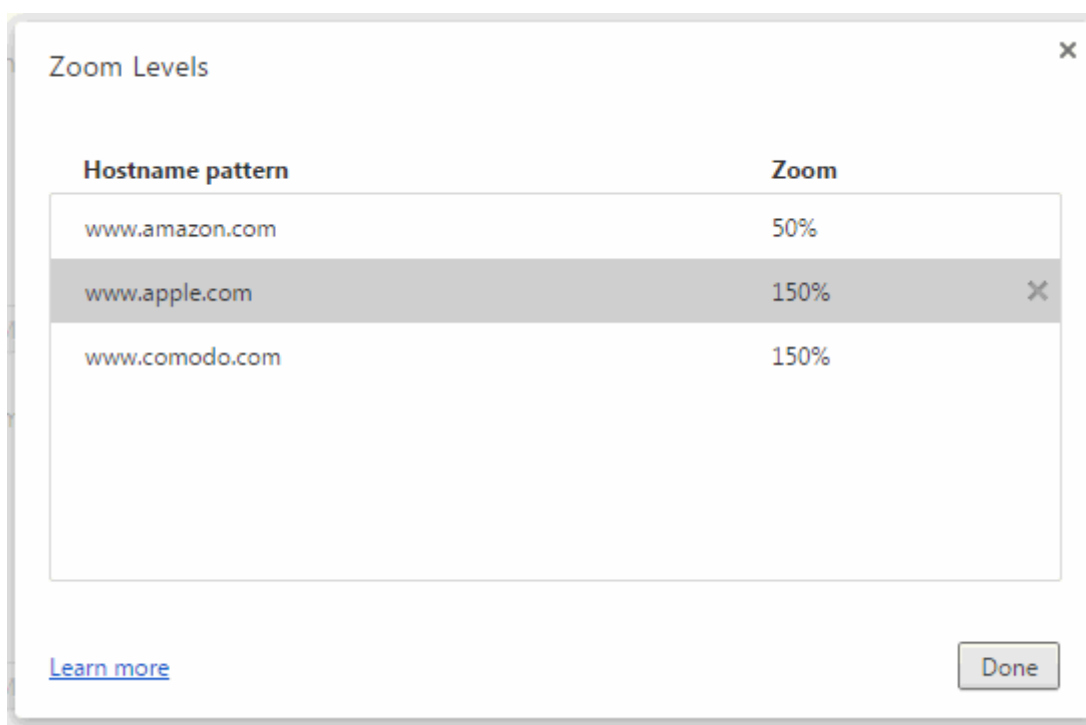 Zoom Levels
Hostname pattern Zoom
www.amazon.com 50%
www.apple.com 150%
www.comodo.com 150%
Learn more Done